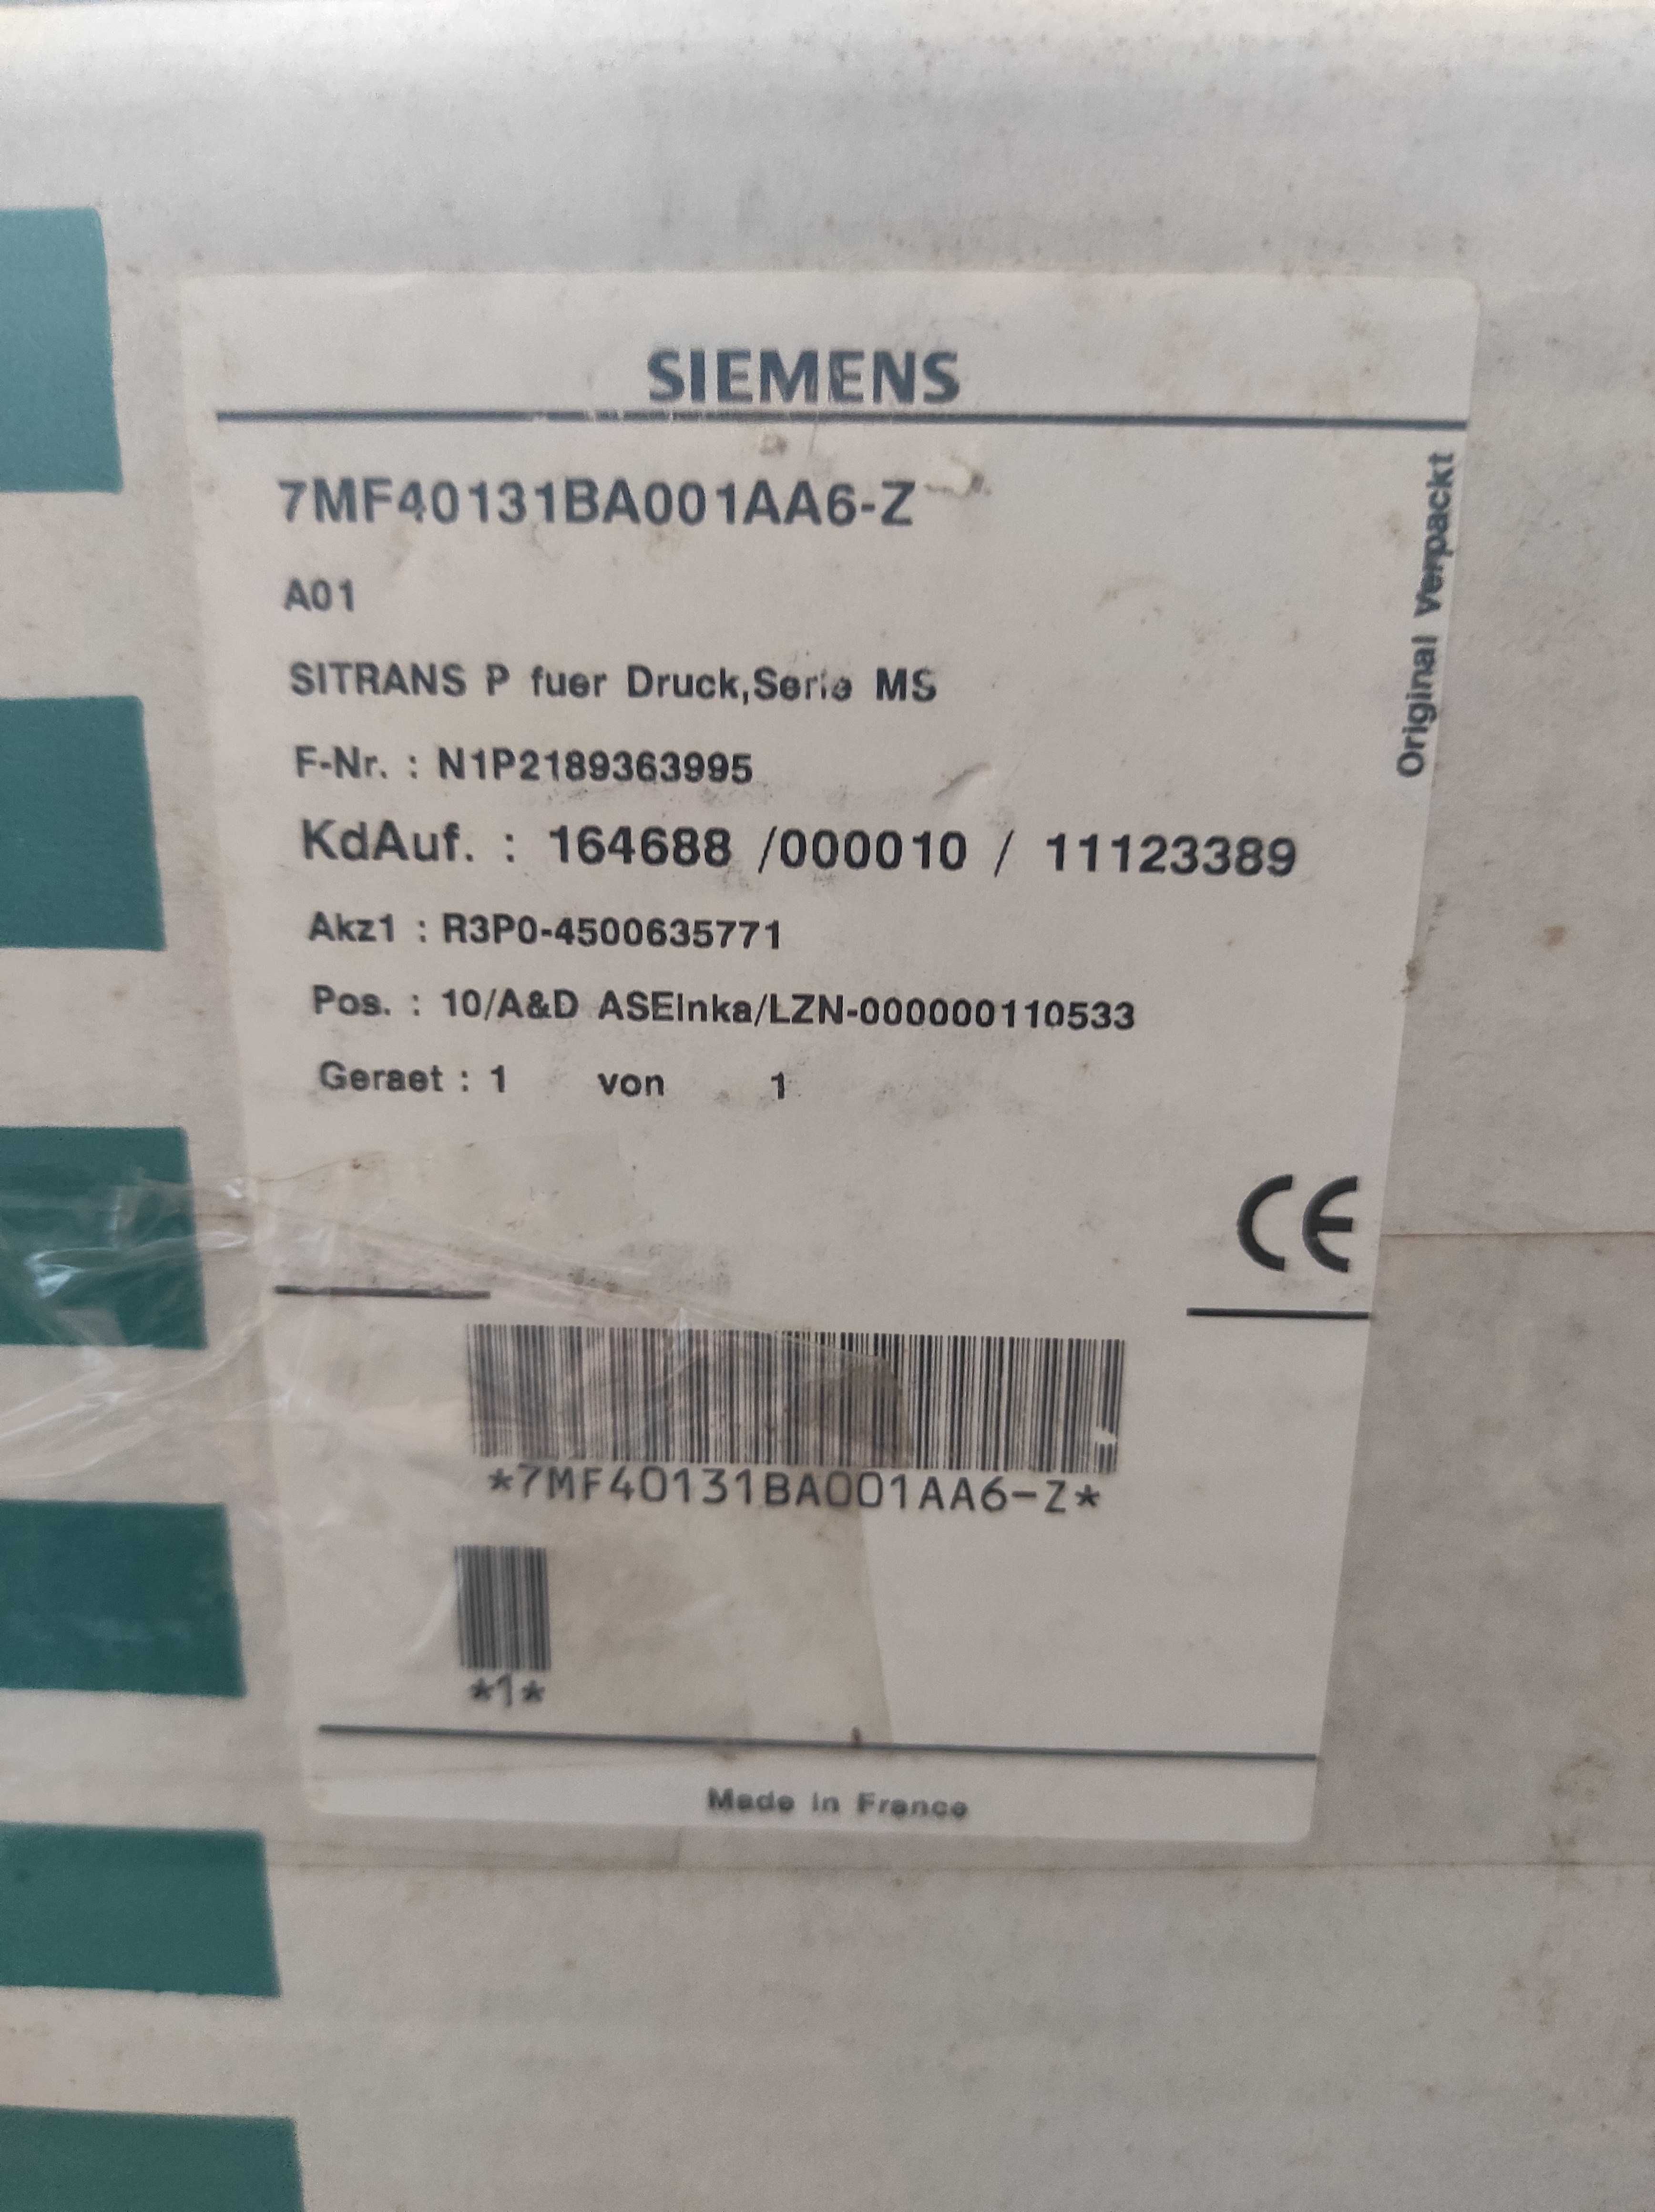 SIEMENS
7MF40131BA001AA6-Z
A01
SITRANS P fuer Druck,Serie MS
F-Nr. : N1P2189363995
KdAuf. : 164688 /000010 / 11123389
Akz1 : R3P0-4500635771
Pos. : 10/A&D ASEInka/LZN-000000110533
Geraet : 1 von 1
Original verpackt
CE
*7MF40131BA001AA6-Z*
*1*
Made in France